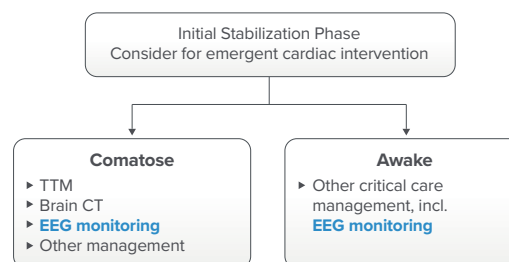 Initial Stabilization Phase
Consider for emergent cardiac intervention
Comatose
▸ TTM
▸ Brain CT
▸ EEG monitoring
▸ Other management
Awake
▸ Other critical care
management, incl.
EEG monitoring